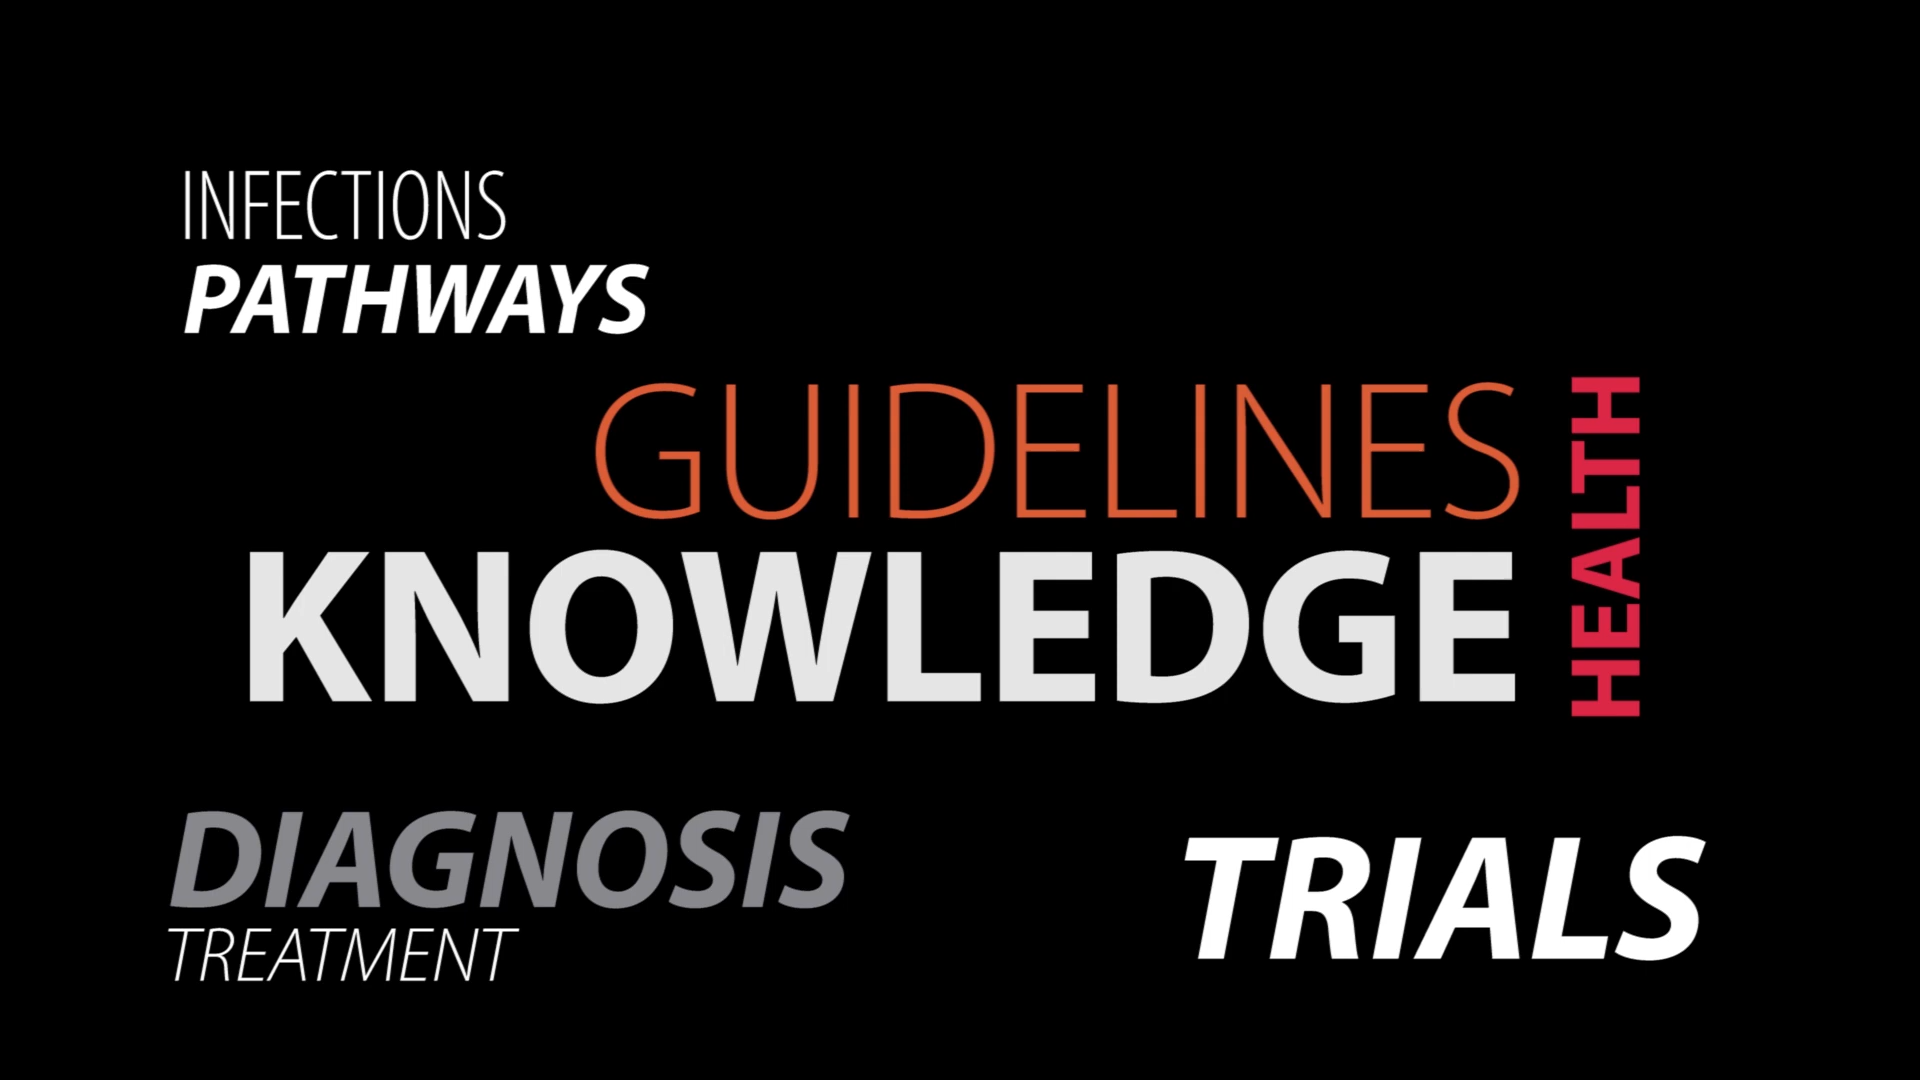 INFECTIONS
PATHWAYS
GUIDELINES
KNOWLEDGE
HEALTH
DIAGNOSIS
TREATMENT
TRIALS